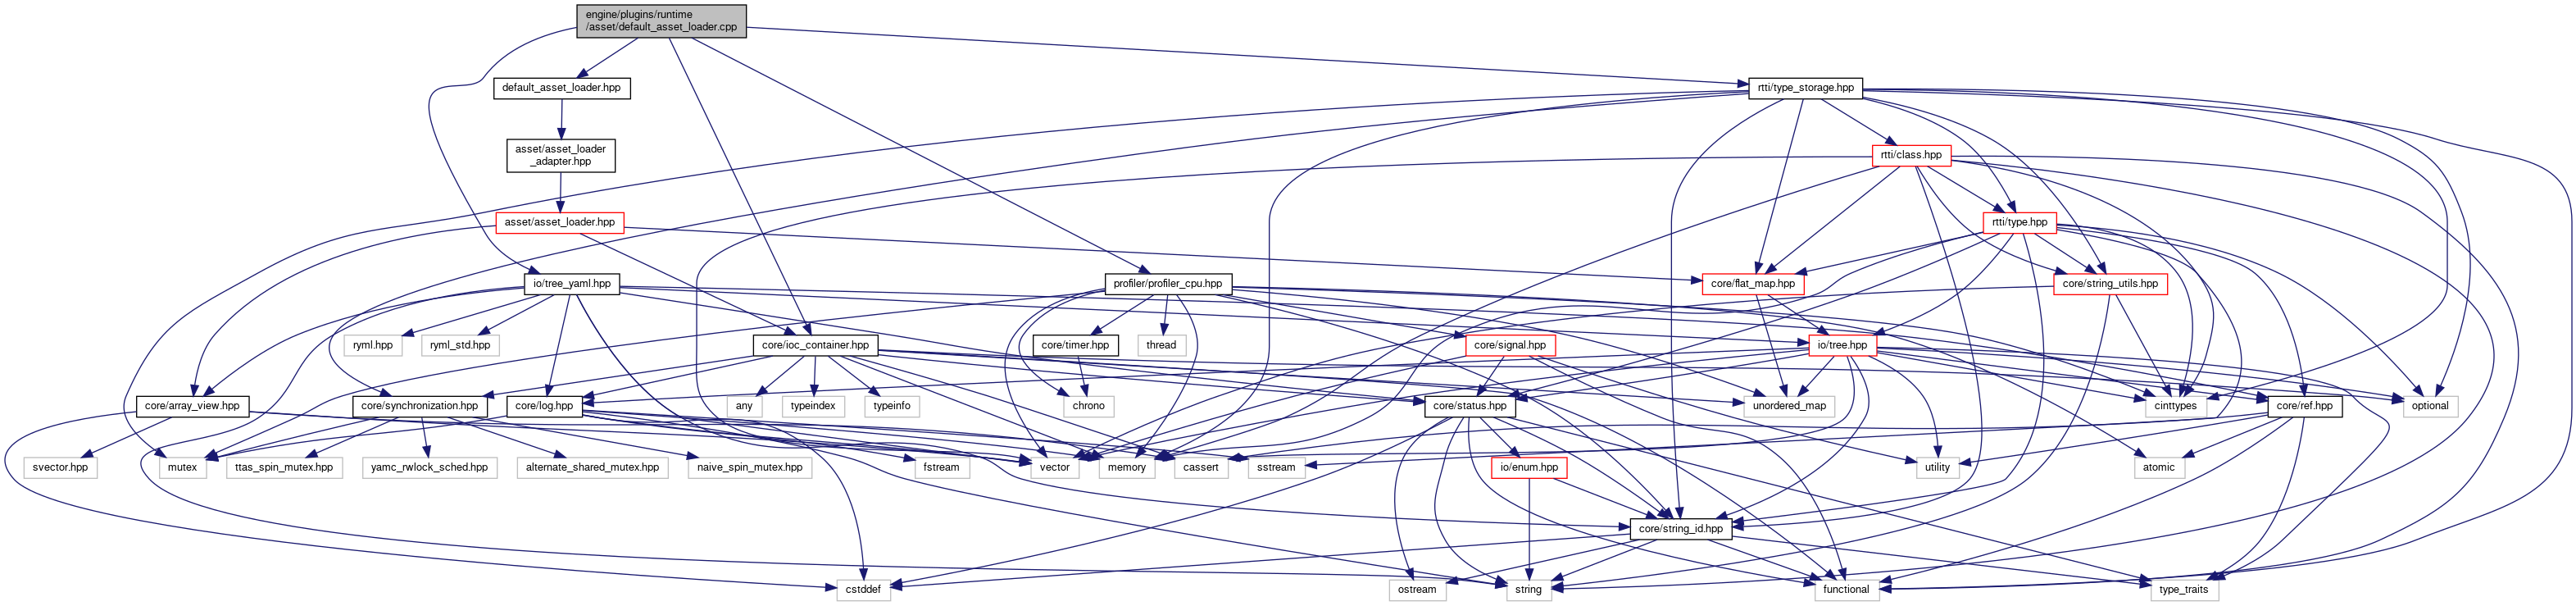 engine/plugins/runtime
/asset/default_asset_loader.cpp
default_asset_loader.hpp
rtti/type_storage.hpp
asset/asset_loader
_adapter.hpp
rtti/class.hpp
asset/asset_loader.hpp
rtti/type.hpp
io/tree_yaml.hpp
profiler/profiler_cpu.hpp
core/flat_map.hpp
core/string_utils.hpp
ryml.hpp
ryml_std.hpp
core/ioc_container.hpp
core/timer.hpp
thread
core/signal.hpp
io/tree.hpp
core/array_view.hpp
core/synchronization.hpp
core/log.hpp
any
typeindex
typeinfo
chrono
core/status.hpp
unordered_map
cinttypes
core/ref.hpp
optional
svector.hpp
mutex
ttas_spin_mutex.hpp
yamc_rwlock_sched.hpp
alternate_shared_mutex.hpp
naive_spin_mutex.hpp
fstream
vector
memory
cassert
sstream
io/enum.hpp
utility
atomic
core/string_id.hpp
cstddef
ostream
string
functional
type_traits